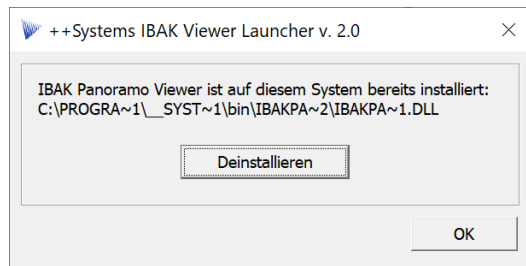 ++Systems IBAK Viewer Launcher v. 2.0
IBAK Panoramo Viewer ist auf diesem System bereits installiert:
C:\PROGRA~1\__SYST~1\bin\IBAKPA~2\IBAKPA~1.DLL
Deinstallieren
OK